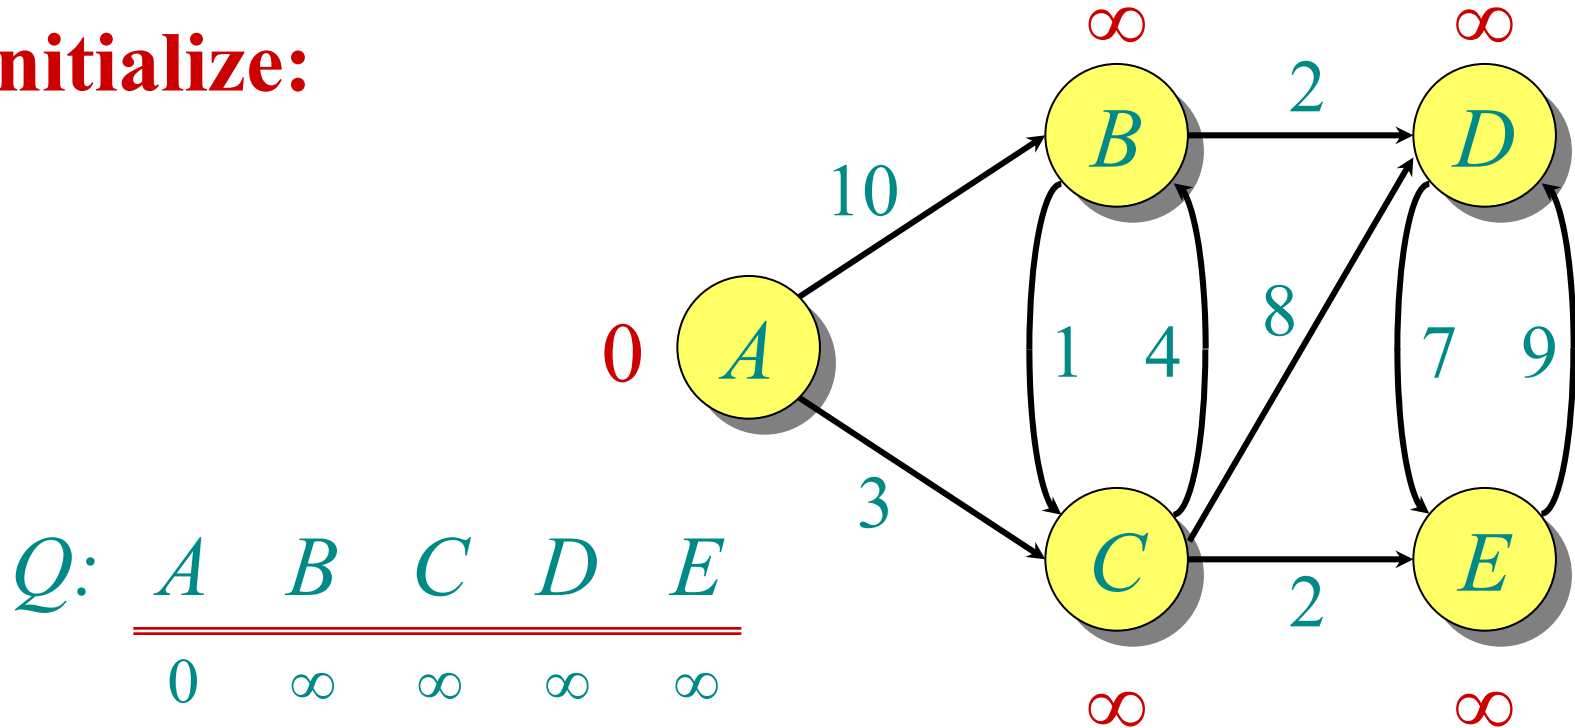 nitialize:
∞ ∞
2
B D
10
8
0 A 1 4 7 9
3
Q: A B C D E
C E
2
0 ∞ ∞ ∞ ∞
∞ ∞